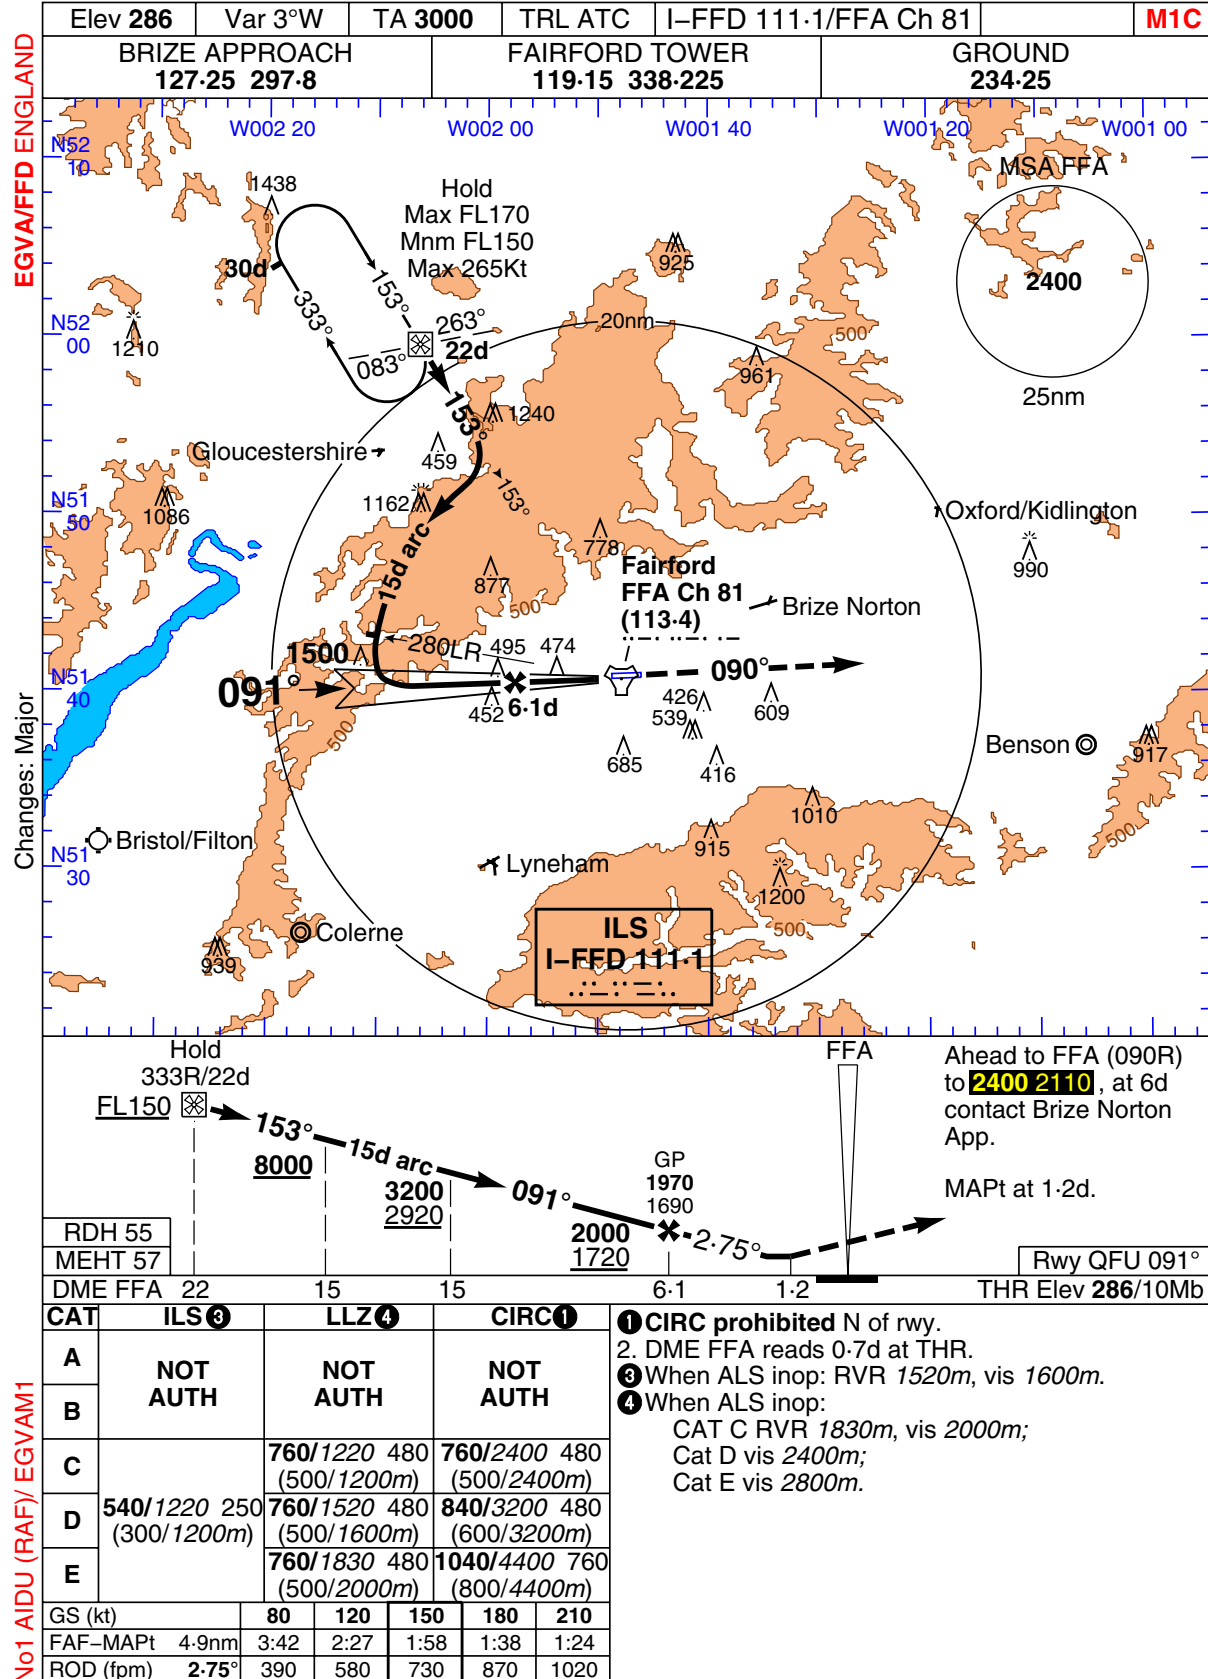 Elev 286 Var 3°W TA 3000 TRL ATC I–FFD 111·1/FFA Ch 81 M1C
BRIZE APPROACH FAIRFORD TOWER GROUND
127·25 297·8 119·15 338·225 234·25
EGVA/FFD ENGLAND
W002 20 W002 00 W001 40 W001 20 W001 00
N52
10
MSA FFA
1438
Hold
Max FL170
Mnm FL150
Max 265Kt
925
30d
2400
153°
333°
263°
20nm
500
N52
00
1210
083°
22d
961
25nm
153°
1240
Gloucestershire
459
153°
1162
N51
50
1086
Oxford/Kidlington
778
990
15d arc
877
Fairford
FFA Ch 81
(113·4)
500
Brize Norton
280LR
495 474
1500
N51
40
091°
090°
452
6·1d
426
539
609
500
685
416
Benson
917
1010
Changes: Major
Bristol/Filton
915
500
N51
30
Lyneham
1200
500
ILS
I–FFD 111·1
Colerne
939
Hold
333R/22d
FL150
153°
8000
15d arc
3200
2920
091°
2000
1720
GP
1970
1690
2·75°
FFA
Ahead to FFA (090R)
to 2400 2110 , at 6d
contact Brize Norton
App.
MAPt at 1·2d.
RDH 55
MEHT 57
Rwy QFU 091°
DME FFA 22 15 15 6·1 1·2 THR Elev 286/10Mb
CAT ILS ❸ LLZ ❹ CIRC ❶
A
B
NOT
AUTH
NOT
AUTH
NOT
AUTH
C 760/1220 480 760/2400 480
(500/1200m) (500/2400m)
D 540/1220 250 760/1520 480 840/3200 480
(300/1200m) (500/1600m) (600/3200m)
E 760/1830 480 1040/4400 760
(500/2000m) (800/4400m)
GS (kt) 80 120 150 180 210
FAF–MAPt 4·9nm 3:42 2:27 1:58 1:38 1:24
ROD (fpm) 2·75° 390 580 730 870 1020
❶ CIRC prohibited N of rwy.
2. DME FFA reads 0·7d at THR.
❸ When ALS inop: RVR 1520m, vis 1600m.
❹ When ALS inop:
CAT C RVR 1830m, vis 2000m;
Cat D vis 2400m;
Cat E vis 2800m.
No1 AIDU (RAF)/ EGVAM1